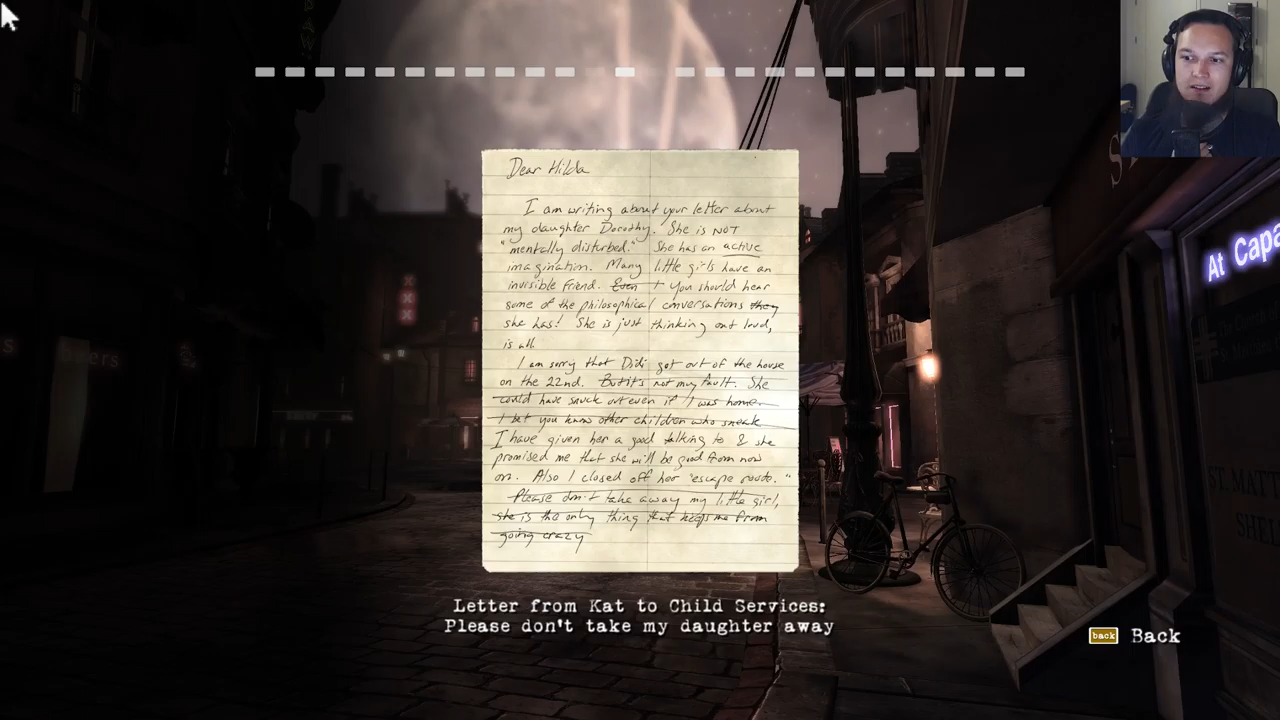 Dear Hilda
I am writing about your letter about
my daughter Dorothy. She is NOT
"mentally disturbed." She has an active
imagination. Many little girls have an
invisible friend. Even + You should hear
some of the philosophical conversations they
she has! She is just thinking out loud,
is all.
I am sorry that Didi got out of the house
on the 22nd. But it's not my fault. She
could have snuck out even if I was home.
I bet you know other children who sneak
I have given her a good talking to & she
promised me that she will be good from now
on. Also I closed off her "escape route."
Please don't take away my little girl,
she is the only thing that keeps me from
going crazy
Letter from Kat to Child Services:
Please don't take my daughter away
back Back
At Capa
ST. MATT
SHEL
XXX